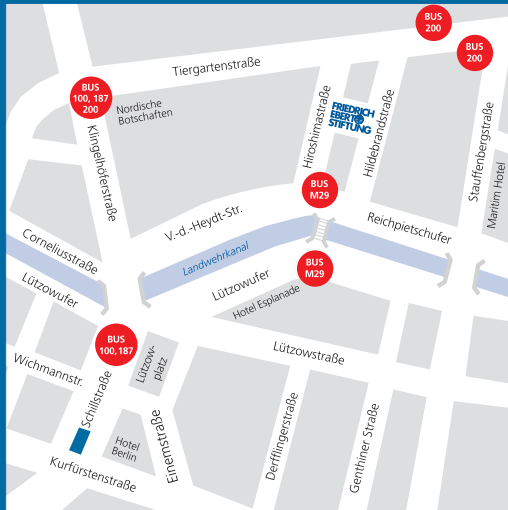 BUS
200
BUS
200
Tiergartenstraße
BUS
100, 187
200
Nordische
Botschaften
Klingelhöferstraße
Hiroshimastraße
FRIEDRICH
EBERT
STIFTUNG
Hildebrandstraße
Stauffenbergstraße
Maritim Hotel
BUS
M29
V.-d.-Heydt-Str.
Reichpietschufer
Corneliusstraße
Landwehrkanal
Lützowufer
BUS
M29
Lützowufer
Hotel Esplanade
BUS
100,187
Lützow-
platz
Lützowstraße
Wichmannstr.
Schillstraße
Einemstraße
Derfflingerstraße
Genthiner Straße
Hotel
Berlin
Kurfürstenstraße